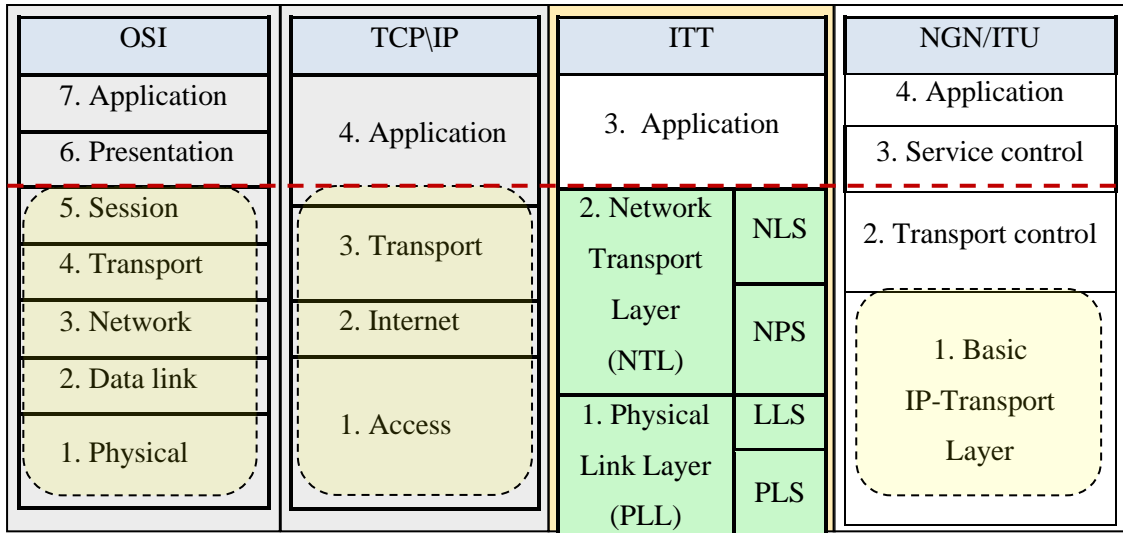 OSI
7. Application
6. Presentation
5. Session
4. Transport
3. Network
2. Data link
1. Physical
TCP\IP
4. Application
3. Transport
2. Internet
1. Access
ITT
3. Application
2. Network
Transport
Layer
(NTL)
NLS
NPS
1. Physical
Link Layer
(PLL)
LLS
PLS
NGN/ITU
4. Application
3. Service control
2. Transport control
1. Basic
IP-Transport
Layer